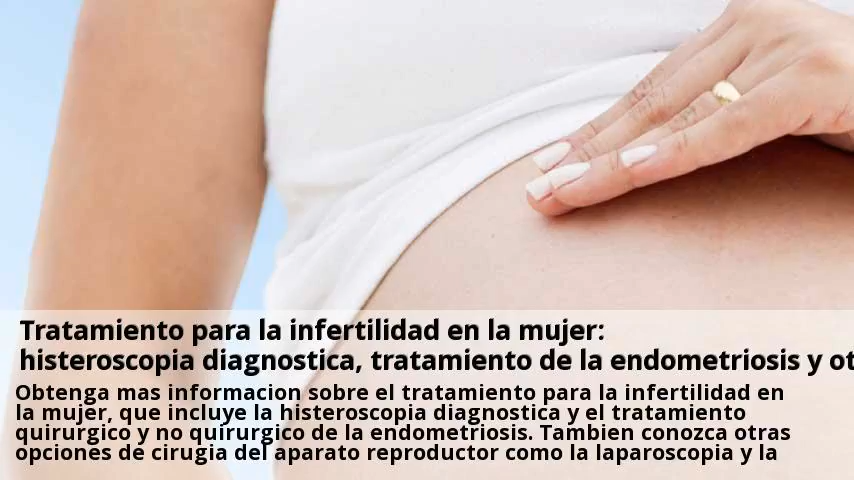 Tratamiento para la infertilidad en la mujer:
histeroscopia diagnostica, tratamiento de la endometriosis y ot
Obtenga mas informacion sobre el tratamiento para la infertilidad en
la mujer, que incluye la histeroscopia diagnostica y el tratamiento
quirurgico y no quirurgico de la endometriosis. Tambien conozca otras
opciones de cirugia del aparato reproductor como la laparoscopia y la